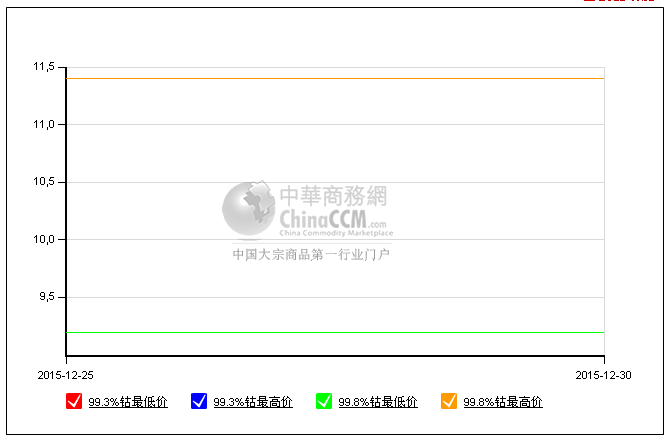 11,5
11,0
10,5
10,0
9,5
中華商務網
ChinaCCM.com
China Commodity Marketplace
中国大宗商品第一行业门户
2015-12-25
2015-12-30
99.3%钴最低价
99.3%钴最高价
99.8%钴最低价
99.8%钴最高价